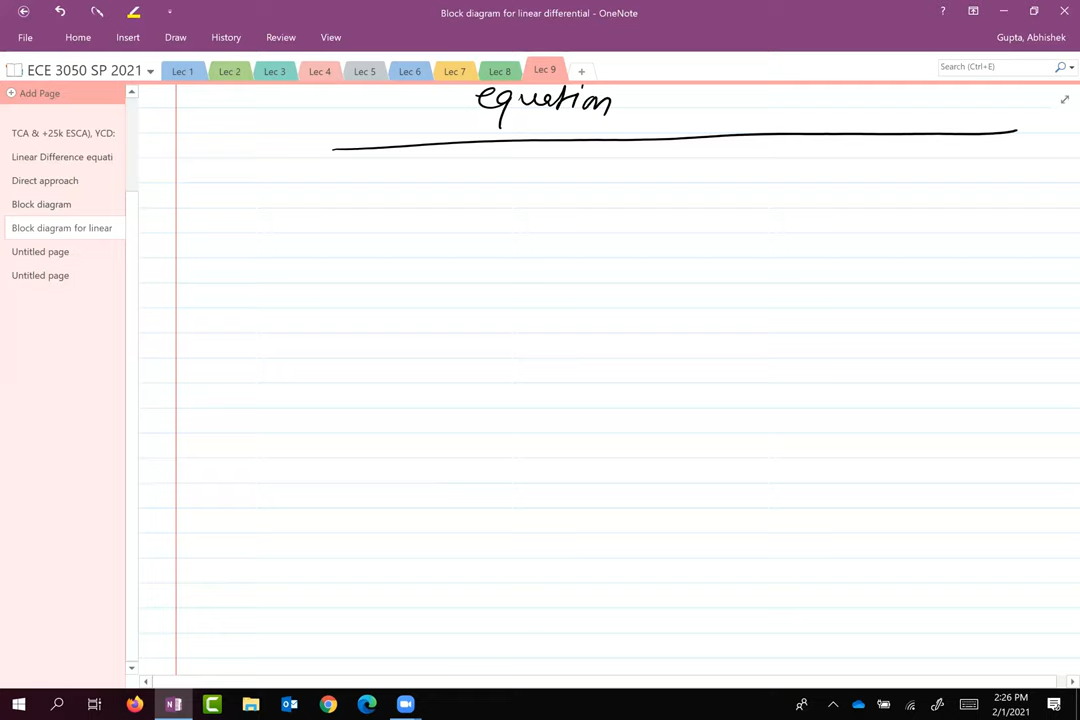 Block diagram for linear differential - OneNote
File Home Insert Draw History Review View
Gupta, Abhishek
ECE 3050 SP 2021
Lec 1 Lec 2 Lec 3 Lec 4 Lec 5 Lec 6 Lec 7 Lec 8 Lec 9
Search (Ctrl+E)
Add Page
TCA & +25k ESCA), YCD:
Linear Difference equati
Direct approach
Block diagram
Block diagram for linear
Untitled page
Untitled page
equation
2:26 PM
2/1/2021